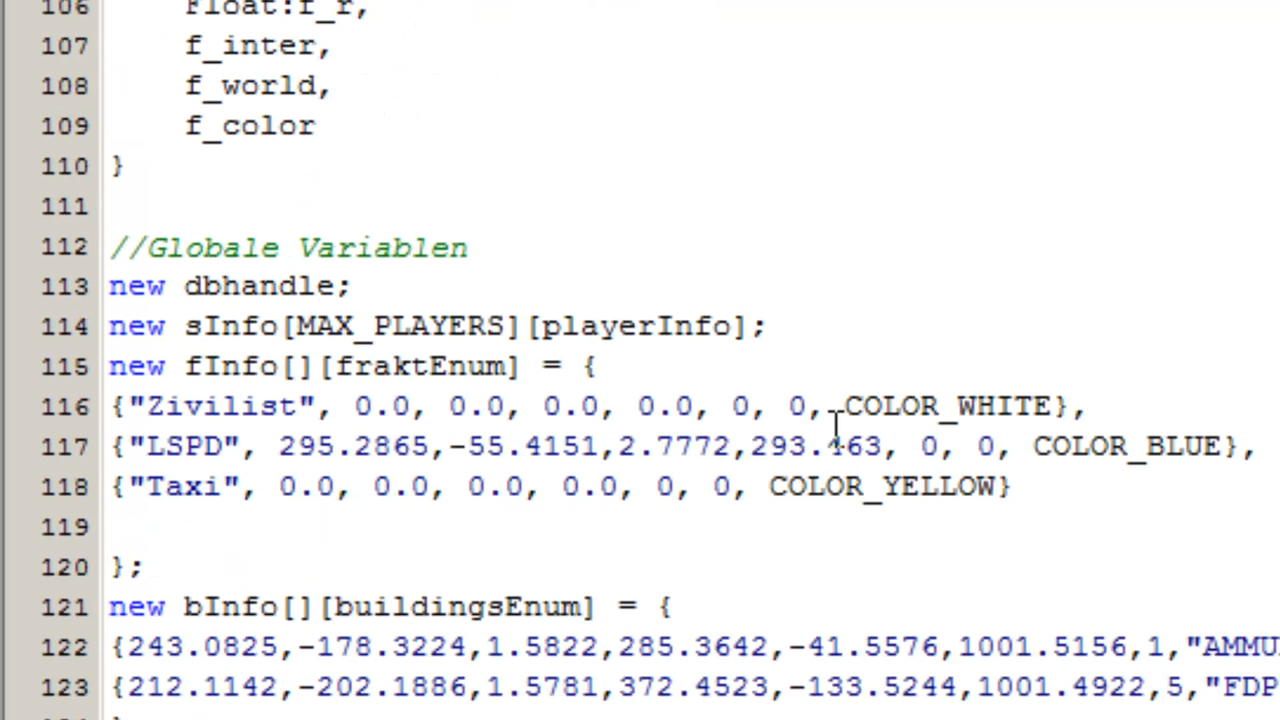 106 Float:f_r,
107 f_inter,
108 f_world,
109 f_color
110 }
111
112 //Globale Variablen
113 new dbhandle;
114 new sInfo[MAX_PLAYERS][playerInfo];
115 new fInfo[][fraktEnum] = {
116 {"Zivilist", 0.0, 0.0, 0.0, 0.0, 0, 0, COLOR_WHITE},
117 {"LSPD", 295.2865,-55.4151,2.7772,293.463, 0, 0, COLOR_BLUE},
118 {"Taxi", 0.0, 0.0, 0.0, 0.0, 0, 0, COLOR_YELLOW}
119
120 };
121 new bInfo[][buildingsEnum] = {
122 {243.0825,-178.3224,1.5822,285.3642,-41.5576,1001.5156,1,"AMMU
123 {212.1142,-202.1886,1.5781,372.4523,-133.5244,1001.4922,5,"FDP